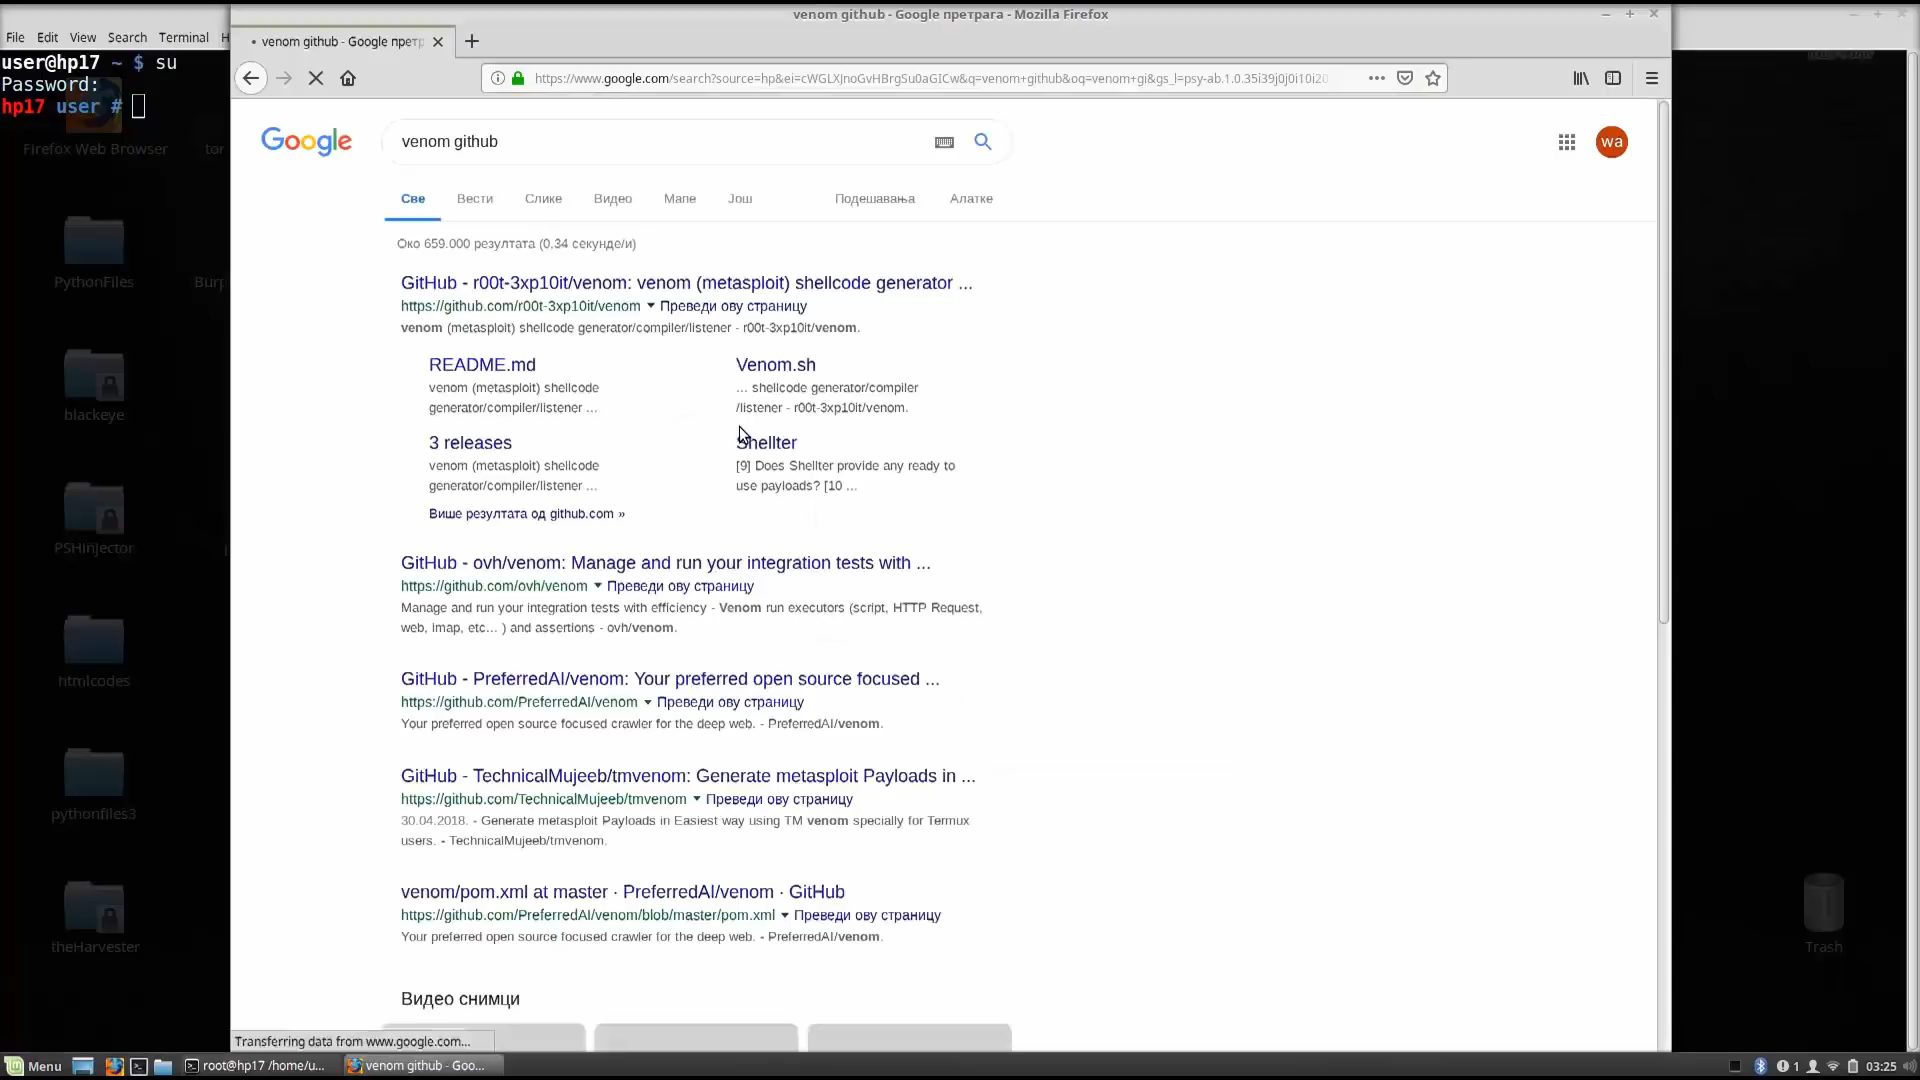 venom github - Google претрага - Mozilla Firefox
File Edit View Search Terminal H
venom github - Google претр
user@hp17 ~ $ su
Password:
hp17 user #
https://www.google.com/search?source=hp&ei=cWGLXJnoGvHBrgSu0aGICw&q=venom+github&oq=venom+gi&gs_l=psy-ab.1.0.35i39j0j0i10i20
Google
venom github
wa
Све Вести Слике Видео Мапе Још Подешавања Алатке
Око 659.000 резултата (0,34 секунде/и)
GitHub - r00t-3xp10it/venom: venom (metasploit) shellcode generator ...
https://github.com/r00t-3xp10it/venom Преведи ову страницу
venom (metasploit) shellcode generator/compiler/listener - r00t-3xp10it/venom.
README.md
venom (metasploit) shellcode
generator/compiler/listener ...
Venom.sh
... shellcode generator/compiler
/listener - r00t-3xp10it/venom.
3 releases
venom (metasploit) shellcode
generator/compiler/listener ...
Shellter
[9] Does Shellter provide any ready to
use payloads? [10 ...
Више резултата од github.com »
GitHub - ovh/venom: Manage and run your integration tests with ...
https://github.com/ovh/venom Преведи ову страницу
Manage and run your integration tests with efficiency - Venom run executors (script, HTTP Request,
web, imap, etc... ) and assertions - ovh/venom.
GitHub - PreferredAI/venom: Your preferred open source focused ...
https://github.com/PreferredAI/venom Преведи ову страницу
Your preferred open source focused crawler for the deep web. - PreferredAI/venom.
GitHub - TechnicalMujeeb/tmvenom: Generate metasploit Payloads in ...
https://github.com/TechnicalMujeeb/tmvenom Преведи ову страницу
30.04.2018. - Generate metasploit Payloads in Easiest way using TM venom specially for Termux
users. - TechnicalMujeeb/tmvenom.
venom/pom.xml at master · PreferredAI/venom · GitHub
https://github.com/PreferredAI/venom/blob/master/pom.xml Преведи ову страницу
Your preferred open source focused crawler for the deep web. - PreferredAI/venom.
Видео снимци
Transferring data from www.google.com...
Firefox Web Browser
tor
PythonFiles
Burp
blackeye
PSHinjector
htmlcodes
pythonfiles3
theHarvester
Trash
Menu
root@hp17 /home/u...
venom github - Goo...
1
03:25